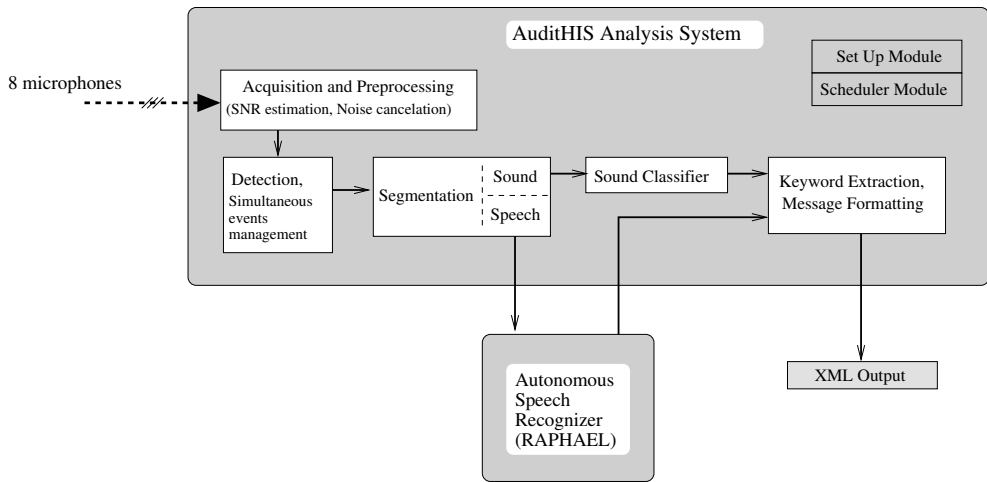 AuditHIS Analysis System
Set Up Module
Scheduler Module
8 microphones
Acquisition and Preprocessing
(SNR estimation, Noise cancelation)
Detection,
Simultaneous
events
management
Segmentation
Sound
Speech
Sound Classifier
Keyword Extraction,
Message Formatting
Autonomous
Speech
Recognizer
(RAPHAEL)
XML Output